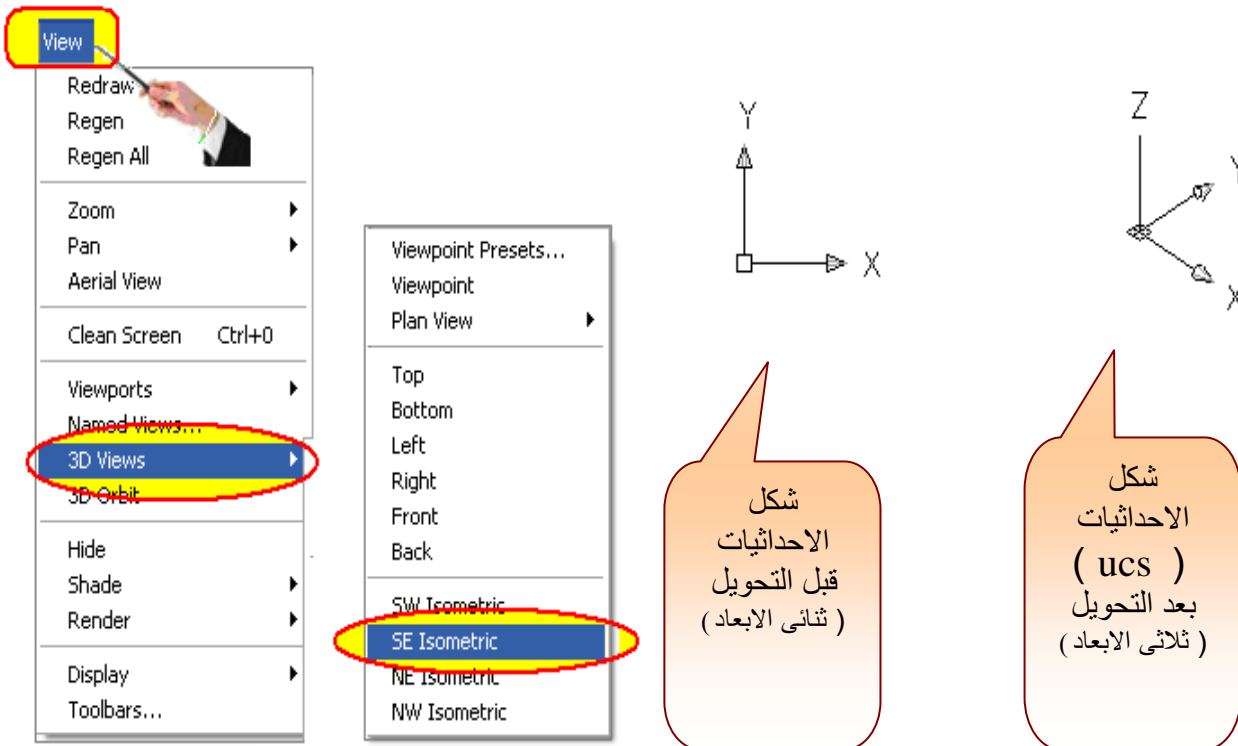 View
Redraw
Regen
Regen All
Zoom
Pan
Aerial View
Clean Screen Ctrl+0
Viewports
Named Views...
3D Views
3D Orbit
Hide
Shade
Render
Display
Toolbars...
Viewpoint Presets...
Viewpoint
Plan View
Top
Bottom
Left
Right
Front
Back
SW Isometric
SE Isometric
NE Isometric
NW Isometric
Y
X
شكل
الاحداثيات
قبل التحويل
( ثنائى الابعاد )
Z
Y
X
شكل
الاحداثيات
( ucs )
بعد التحويل
( ثلاثى الابعاد )